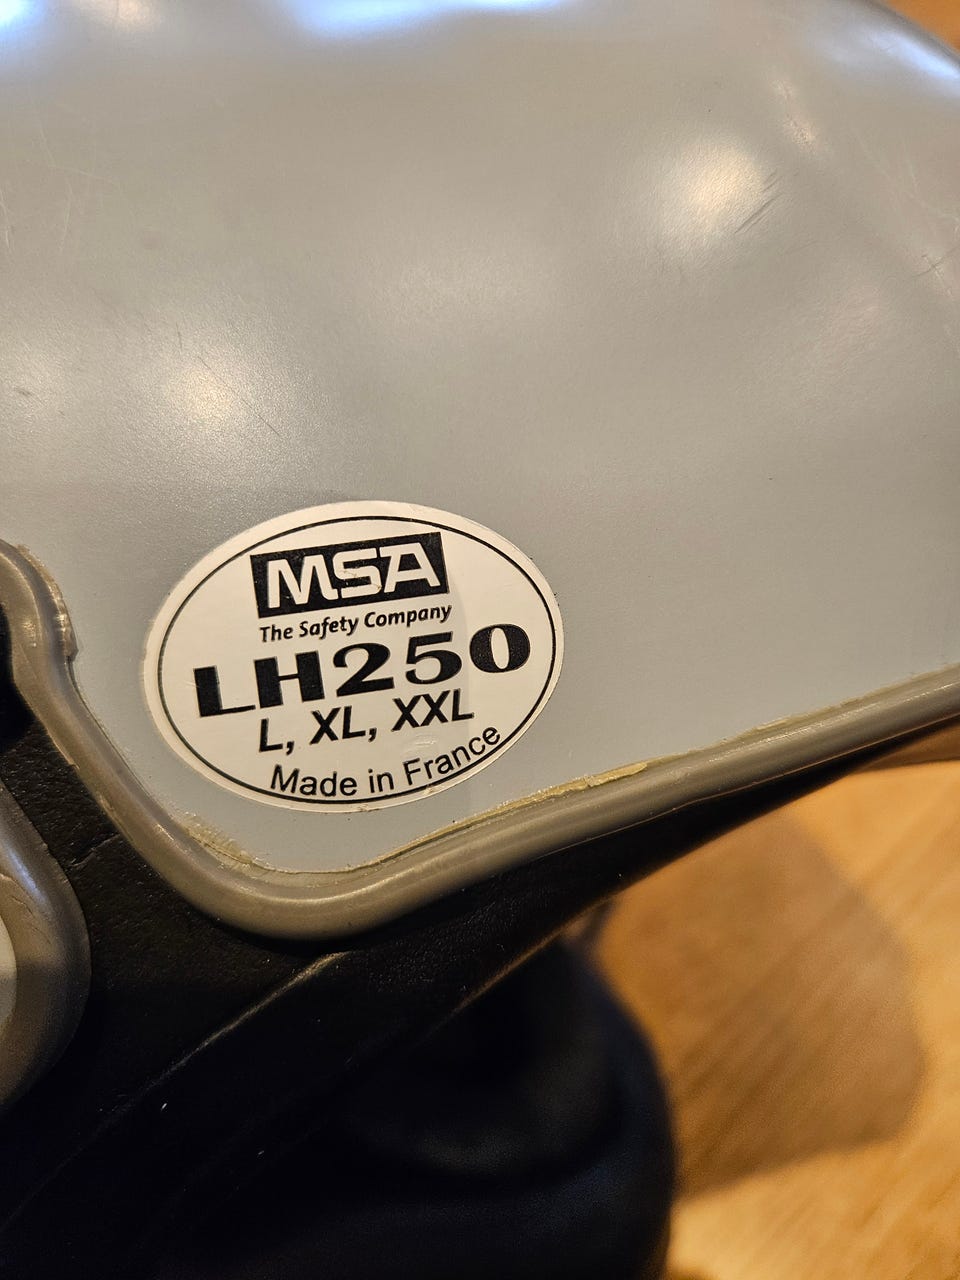 MSA
The Safety Company
LH250
L, XL, XXL
Made in France